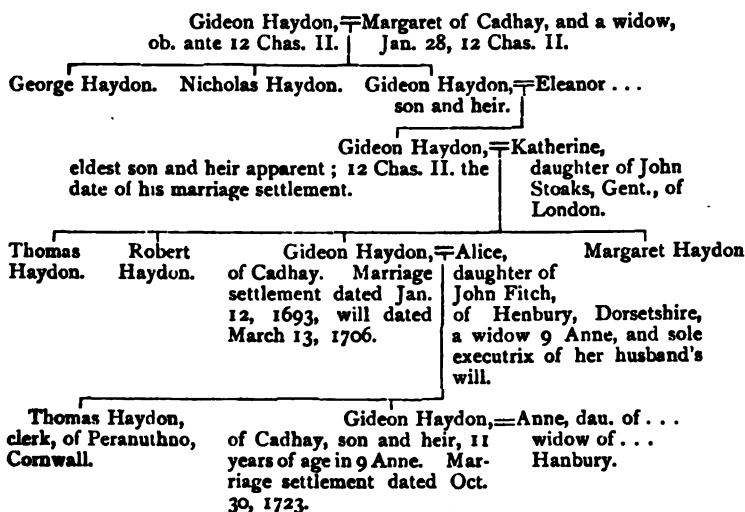 Gideon Haydon,=Margaret of Cadhay, and a widow,
ob. ante 12 Chas. II. Jan. 28, 12 Chas. II.
George Haydon. Nicholas Haydon. Gideon Haydon,=Eleanor . . .
son and heir.
Gideon Haydon,=Katherine,
eldest son and heir apparent ; 12 Chas. II. the
date of his marriage settlement.
daughter of John
Stoaks, Gent., of
London.
Thomas
Haydon.
Robert
Haydon.
Gideon Haydon,=Alice,
of Cadhay. Marriage
settlement dated Jan.
12, 1693, will dated
March 13, 1706.
daughter of
John Fitch,
of Henbury, Dorsetshire,
a widow 9 Anne, and sole
executrix of her husband's
will.
Margaret Haydon
Thomas Haydon,
clerk, of Peranuthno,
Cornwall.
Gideon Haydon,=Anne, dau. of . . .
of Cadhay, son and heir, 11
years of age in 9 Anne. Mar-
riage settlement dated Oct.
30, 1723.
widow of . . .
Hanbury.